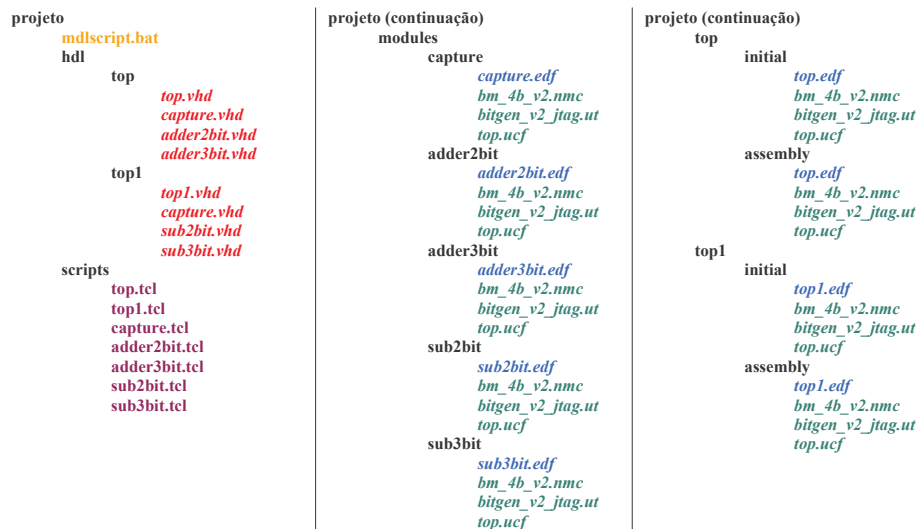 projeto
mdlscript.bat
hdl
top
top.vhd
capture.vhd
adder2bit.vhd
adder3bit.vhd
top1
top1.vhd
capture.vhd
sub2bit.vhd
sub3bit.vhd
scripts
top.tcl
top1.tcl
capture.tcl
adder2bit.tcl
adder3bit.tcl
sub2bit.tcl
sub3bit.tcl
projeto (continuação)
modules
capture
capture.edf
bm_4b_v2.nmc
bitgen_v2_jtag.ut
top.ucf
adder2bit
adder2bit.edf
bm_4b_v2.nmc
bitgen_v2_jtag.ut
top.ucf
adder3bit
adder3bit.edf
bm_4b_v2.nmc
bitgen_v2_jtag.ut
top.ucf
sub2bit
sub2bit.edf
bm_4b_v2.nmc
bitgen_v2_jtag.ut
top.ucf
sub3bit
sub3bit.edf
bm_4b_v2.nmc
bitgen_v2_jtag.ut
top.ucf
projeto (continuação)
top
initial
top.edf
bm_4b_v2.nmc
bitgen_v2_jtag.ut
top.ucf
assembly
top.edf
bm_4b_v2.nmc
bitgen_v2_jtag.ut
top.ucf
top1
initial
top1.edf
bm_4b_v2.nmc
bitgen_v2_jtag.ut
top.ucf
assembly
top1.edf
bm_4b_v2.nmc
bitgen_v2_jtag.ut
top.ucf